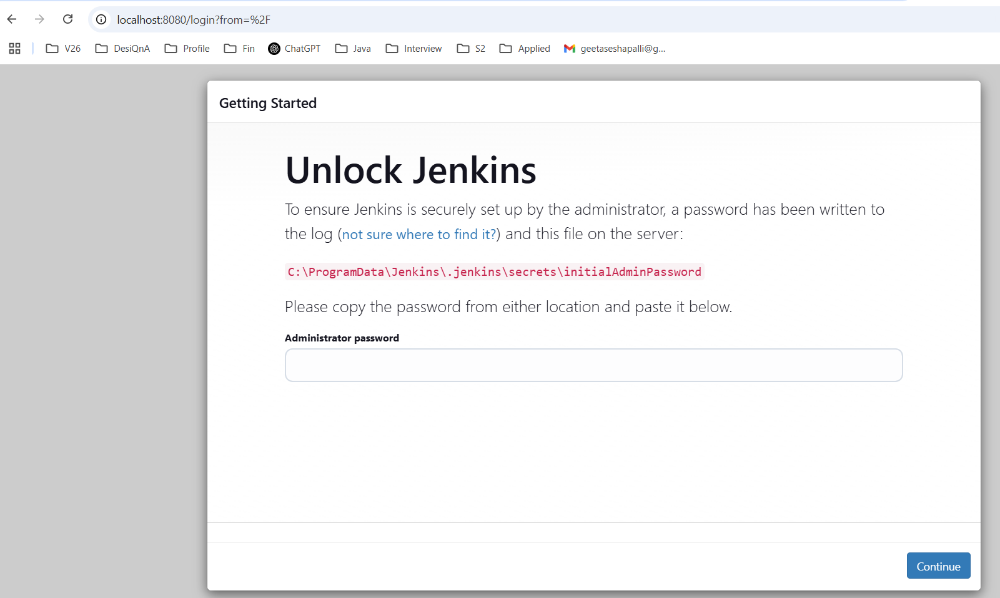 localhost:8080/login?from=%2F
V26 DesiQnA Profile Fin ChatGPT Java Interview S2 Applied geetaseshapalli@g...
Getting Started
Unlock Jenkins
To ensure Jenkins is securely set up by the administrator, a password has been written to
the log (not sure where to find it?) and this file on the server:
C:\ProgramData\Jenkins\.jenkins\secrets\initialAdminPassword
Please copy the password from either location and paste it below.
Administrator password
Continue